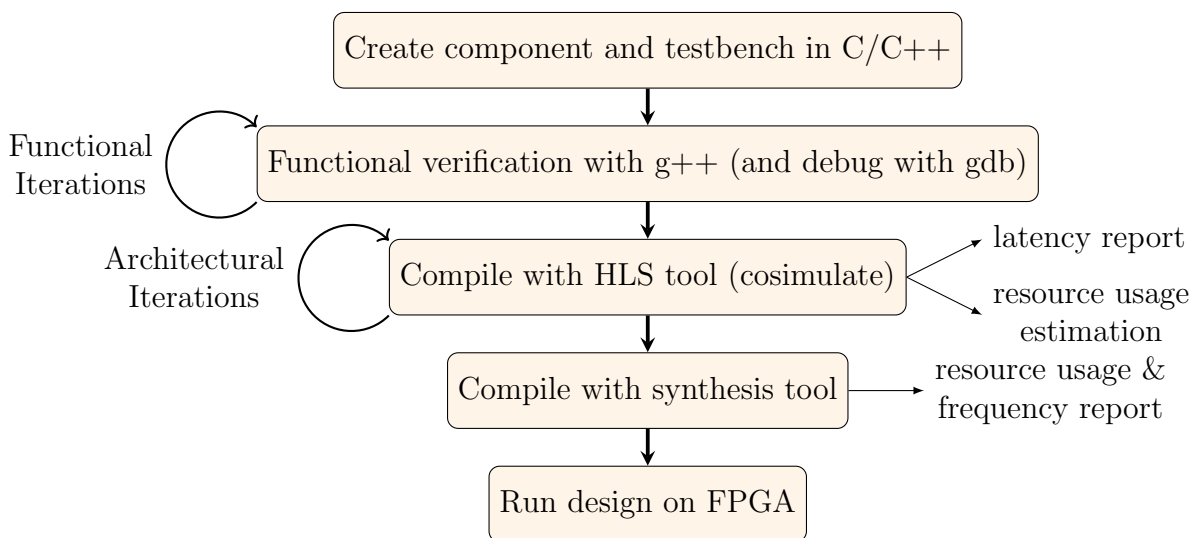 Create component and testbench in C/C++
Functional
Iterations
Functional verification with g++ (and debug with gdb)
Architectural
Iterations
Compile with HLS tool (cosimulate)
latency report
resource usage
estimation
Compile with synthesis tool
resource usage &
frequency report
Run design on FPGA